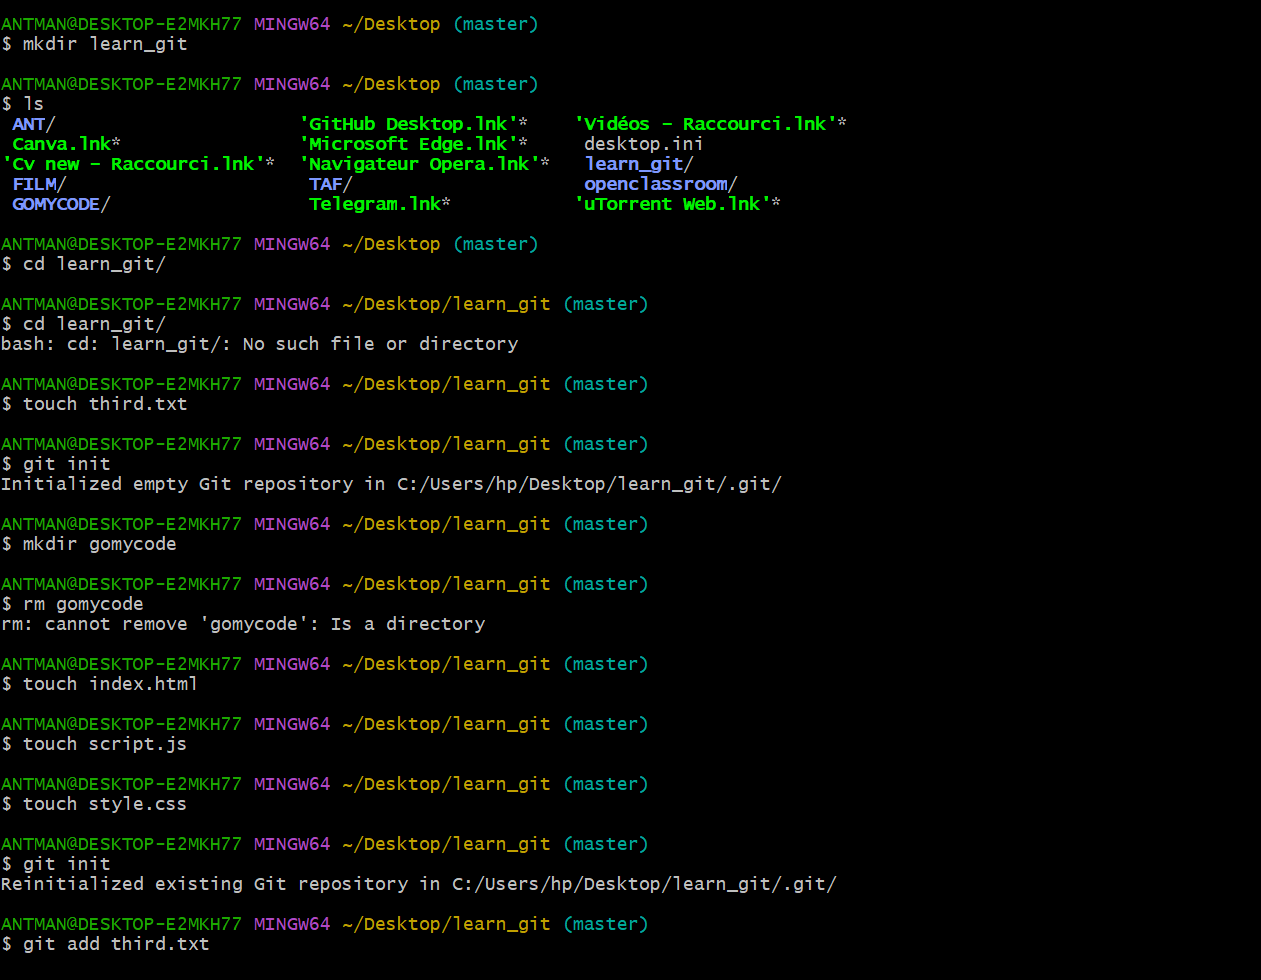 ANTMAN@DESKTOP-E2MKH77 MINGW64 ~/Desktop (master)
$ mkdir learn_git
ANTMAN@DESKTOP-E2MKH77 MINGW64 ~/Desktop (master)
$ ls
ANT/ 'GitHub Desktop.lnk'* 'Vidéos - Raccourci.lnk'*
Canva.lnk* 'Microsoft Edge.lnk'* desktop.ini
'Cv new - Raccourci.lnk'* 'Navigateur Opera.lnk'* learn_git/
FILM/ TAF/ openclassroom/
GOMYCODE/ Telegram.lnk* 'uTorrent Web.lnk'*
ANTMAN@DESKTOP-E2MKH77 MINGW64 ~/Desktop (master)
$ cd learn_git/
ANTMAN@DESKTOP-E2MKH77 MINGW64 ~/Desktop/learn_git (master)
$ cd learn_git/
bash: cd: learn_git/: No such file or directory
ANTMAN@DESKTOP-E2MKH77 MINGW64 ~/Desktop/learn_git (master)
$ touch third.txt
ANTMAN@DESKTOP-E2MKH77 MINGW64 ~/Desktop/learn_git (master)
$ git init
Initialized empty Git repository in C:/Users/hp/Desktop/learn_git/.git/
ANTMAN@DESKTOP-E2MKH77 MINGW64 ~/Desktop/learn_git (master)
$ mkdir gomycode
ANTMAN@DESKTOP-E2MKH77 MINGW64 ~/Desktop/learn_git (master)
$ rm gomycode
rm: cannot remove 'gomycode': Is a directory
ANTMAN@DESKTOP-E2MKH77 MINGW64 ~/Desktop/learn_git (master)
$ touch index.html
ANTMAN@DESKTOP-E2MKH77 MINGW64 ~/Desktop/learn_git (master)
$ touch script.js
ANTMAN@DESKTOP-E2MKH77 MINGW64 ~/Desktop/learn_git (master)
$ touch style.css
ANTMAN@DESKTOP-E2MKH77 MINGW64 ~/Desktop/learn_git (master)
$ git init
Reinitialized existing Git repository in C:/Users/hp/Desktop/learn_git/.git/
ANTMAN@DESKTOP-E2MKH77 MINGW64 ~/Desktop/learn_git (master)
$ git add third.txt